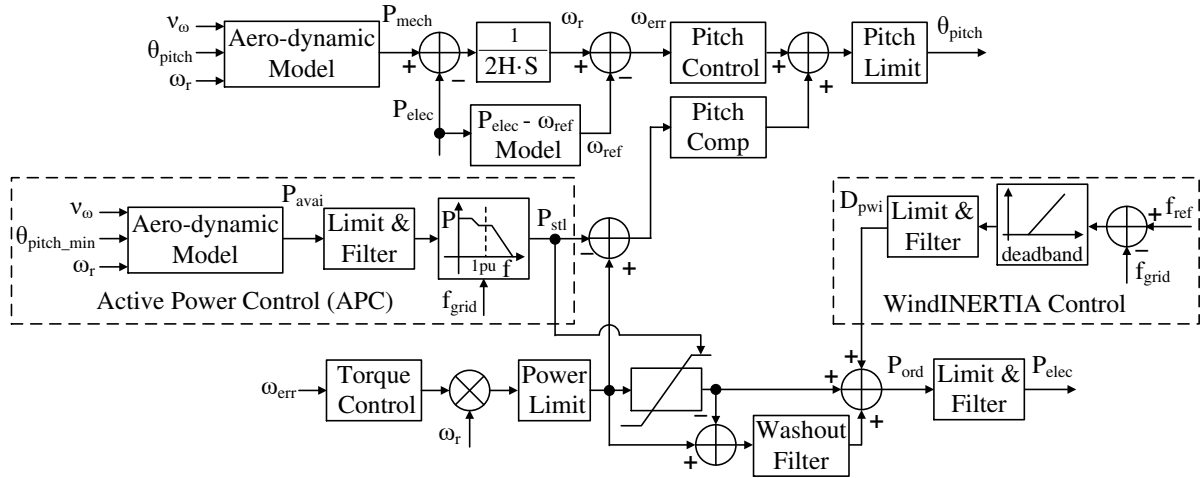 ν_ω
θ_pitch
ω_r
Aero-dynamic
Model
P_mech
+
−
1
2H·S
ω_r
+
−
ω_err
Pitch
Control
+
+
Pitch
Limit
θ_pitch
P_elec
P_elec - ω_ref
Model
ω_ref
Pitch
Comp
ν_ω
θ_pitch_min
ω_r
Aero-dynamic
Model
P_avai
Limit &
Filter
P
1pu
f
f_grid
P_stl
−
+
Active Power Control (APC)
D_pwi
Limit &
Filter
deadband
+
−
f_ref
f_grid
WindINERTIA Control
ω_err
Torque
Control
ω_r
Power
Limit
−
+
Washout
Filter
+
+
+
P_ord
Limit &
Filter
P_elec